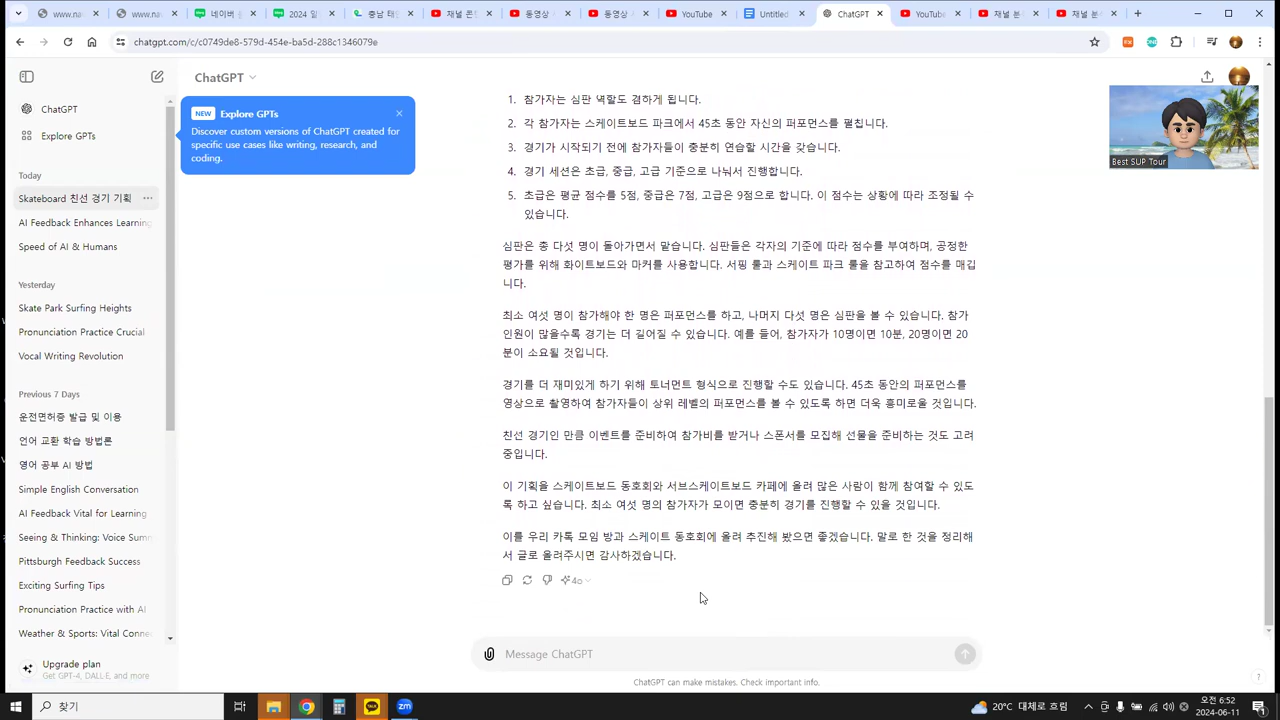 www.na
www.na
네이버
2024 일
충남 태
채널 콘
동영상
동영상
YouTube
Untitled
ChatGPT
YouTube
채널 분
채널 분
chatgpt.com/c/c0749de8-579d-454e-ba5d-288c1346079e
ChatGPT
Explore GPTs
Today
Skateboard 친선 경기 기획
AI Feedback Enhances Learning
Speed of AI & Humans
Yesterday
Skate Park Surfing Heights
Pronunciation Practice Crucial
Vocal Writing Revolution
Previous 7 Days
운전면허증 발급 및 이용
언어 교환 학습 방법론
영어 공부 AI 방법
Simple English Conversation
AI Feedback Vital for Learning
Seeing & Thinking: Voice Summ
Pittsburgh Feedback Success
Exciting Surfing Tips
Pronunciation Practice with AI
Weather & Sports: Vital Conne
Upgrade plan
Get GPT-4, DALL·E, and more
ChatGPT
NEW Explore GPTs
Discover custom versions of ChatGPT created for
specific use cases like writing, research, and
coding.
Best SUP Tour
1. 참가자는 심판 역할도 겸하게 됩니다.
2. 각 참가자는 스케이트보드 파크에서 45초 동안 자신의 퍼포먼스를 펼칩니다.
3. 경기가 시작되기 전에 참가자들이 충분히 연습할 시간을 갖습니다.
4. 경기 세션은 초급, 중급, 고급 기준으로 나눠서 진행합니다.
5. 초급은 평균 점수를 5점, 중급은 7점, 고급은 9점으로 합니다. 이 점수는 상황에 따라 조정될 수
있습니다.
심판은 총 다섯 명이 돌아가면서 맡습니다. 심판들은 각자의 기준에 따라 점수를 부여하며, 공정한
평가를 위해 화이트보드와 마커를 사용합니다. 서핑 룰과 스케이트 파크 룰을 참고하여 점수를 매깁
니다.
최소 여섯 명이 참가해야 한 명은 퍼포먼스를 하고, 나머지 다섯 명은 심판을 볼 수 있습니다. 참가
인원이 많을수록 경기는 더 길어질 수 있습니다. 예를 들어, 참가자가 10명이면 10분, 20명이면 20
분이 소요될 것입니다.
경기를 더 재미있게 하기 위해 토너먼트 형식으로 진행할 수도 있습니다. 45초 동안의 퍼포먼스를
영상으로 촬영하여 참가자들이 상위 레벨의 퍼포먼스를 볼 수 있도록 하면 더욱 흥미로울 것입니다.
친선 경기인 만큼 이벤트를 준비하여 참가비를 받거나 스폰서를 모집해 선물을 준비하는 것도 고려
중입니다.
이 기획을 스케이트보드 동호회와 서브스케이트보드 카페에 올려 많은 사람이 함께 참여할 수 있도
록 하고 싶습니다. 최소 여섯 명의 참가자가 모이면 충분히 경기를 진행할 수 있을 것입니다.
이를 우리 카톡 모임 방과 스케이트 동호회에 올려 추진해 봤으면 좋겠습니다. 말로 한 것을 정리해
서 글로 올려주시면 감사하겠습니다.
4o
Message ChatGPT
ChatGPT can make mistakes. Check important info.
?
찾기
20°C 대체로 흐림
오전 6:52
2024-06-11